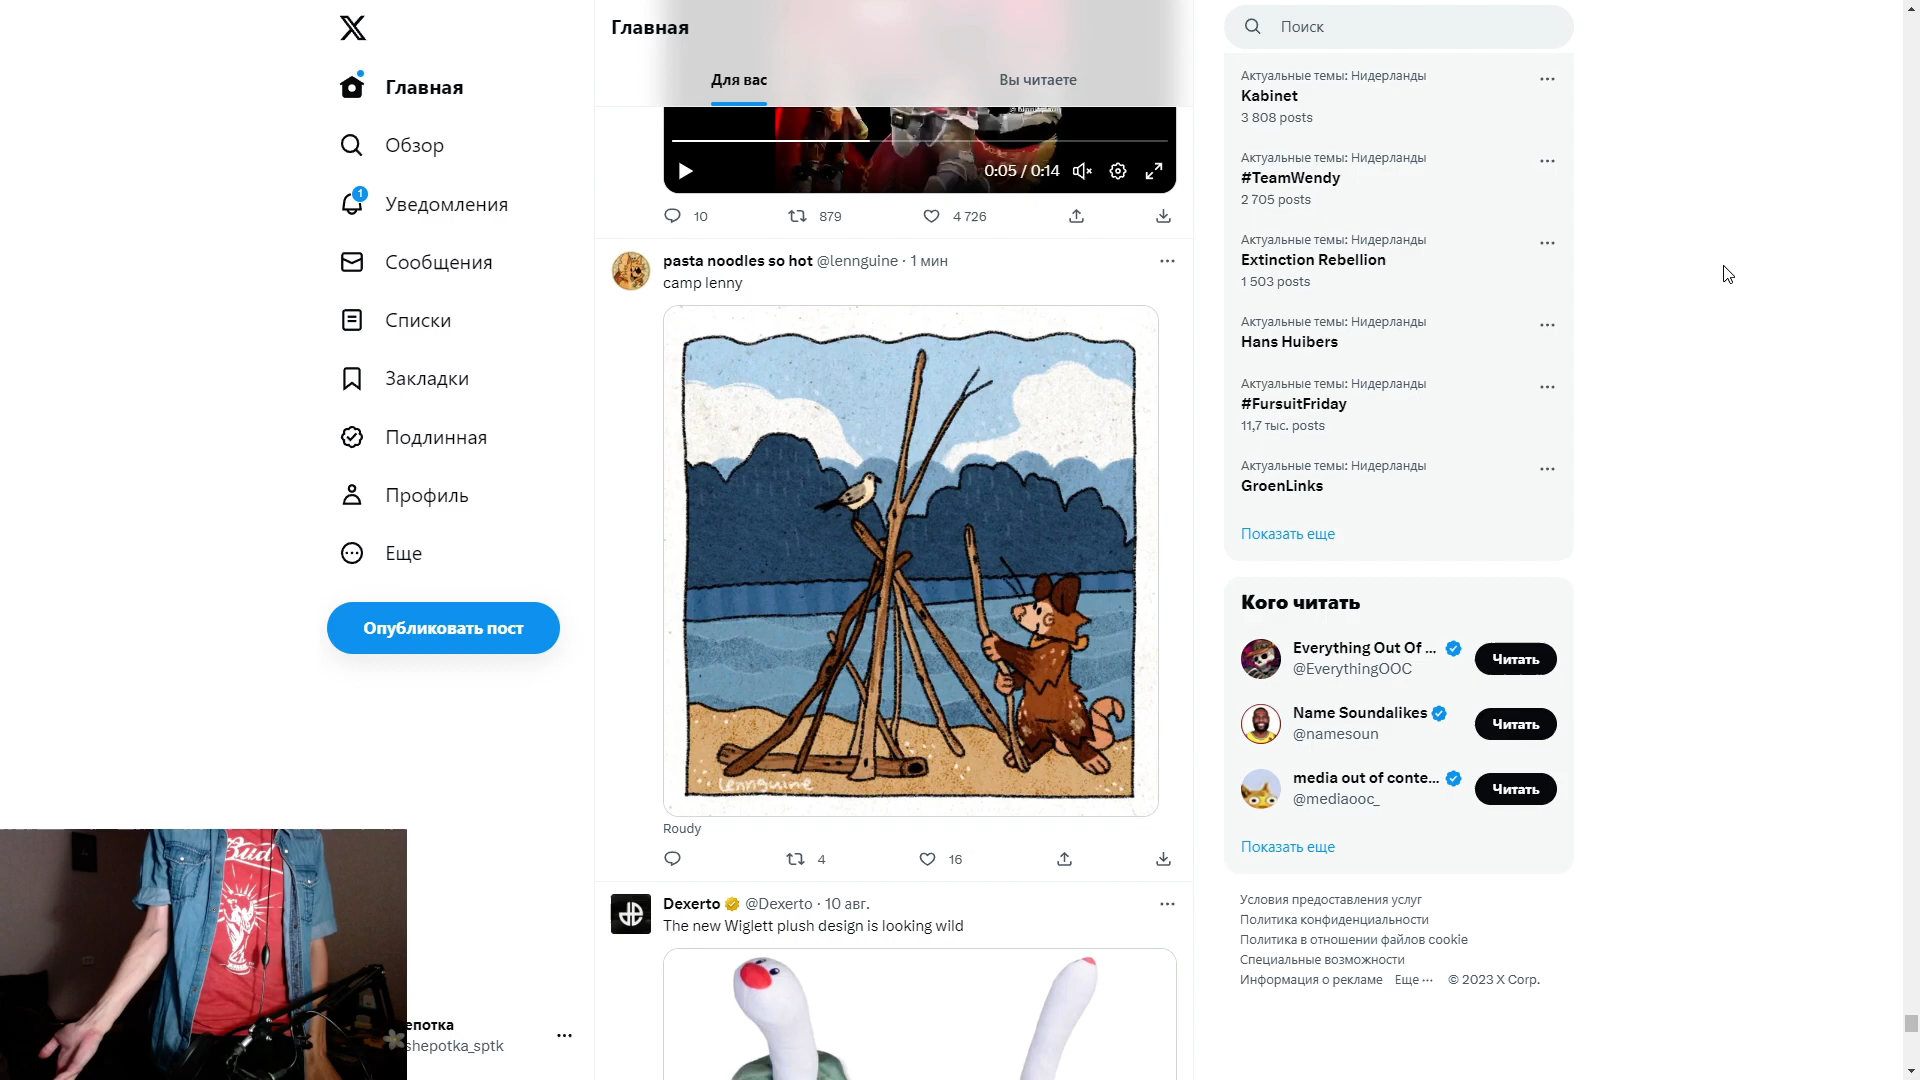 Главная
Обзор
1
Уведомления
Сообщения
Списки
Закладки
Подлинная
Профиль
Еще
Опубликовать пост
Bud
епотка
shepotka_sptk
Главная
Для вас
Вы читаете
0:05 / 0:14
10
879
4 726
pasta noodles so hot @lennguine · 1 мин
camp lenny
lennguine
Roudy
4
16
Dexerto @Dexerto · 10 авг.
The new Wiglett plush design is looking wild
Поиск
Актуальные темы: Нидерланды
Kabinet
3 808 posts
Актуальные темы: Нидерланды
#TeamWendy
2 705 posts
Актуальные темы: Нидерланды
Extinction Rebellion
1 503 posts
Актуальные темы: Нидерланды
Hans Huibers
Актуальные темы: Нидерланды
#FursuitFriday
11,7 тыс. posts
Актуальные темы: Нидерланды
GroenLinks
Показать еще
Кого читать
Everything Out Of ...
@EverythingOOC
Читать
Name Soundalikes
@namesoun
Читать
media out of conte...
@mediaooc_
Читать
Показать еще
Условия предоставления услуг
Политика конфиденциальности
Политика в отношении файлов cookie
Специальные возможности
Информация о рекламе Еще ··· © 2023 X Corp.